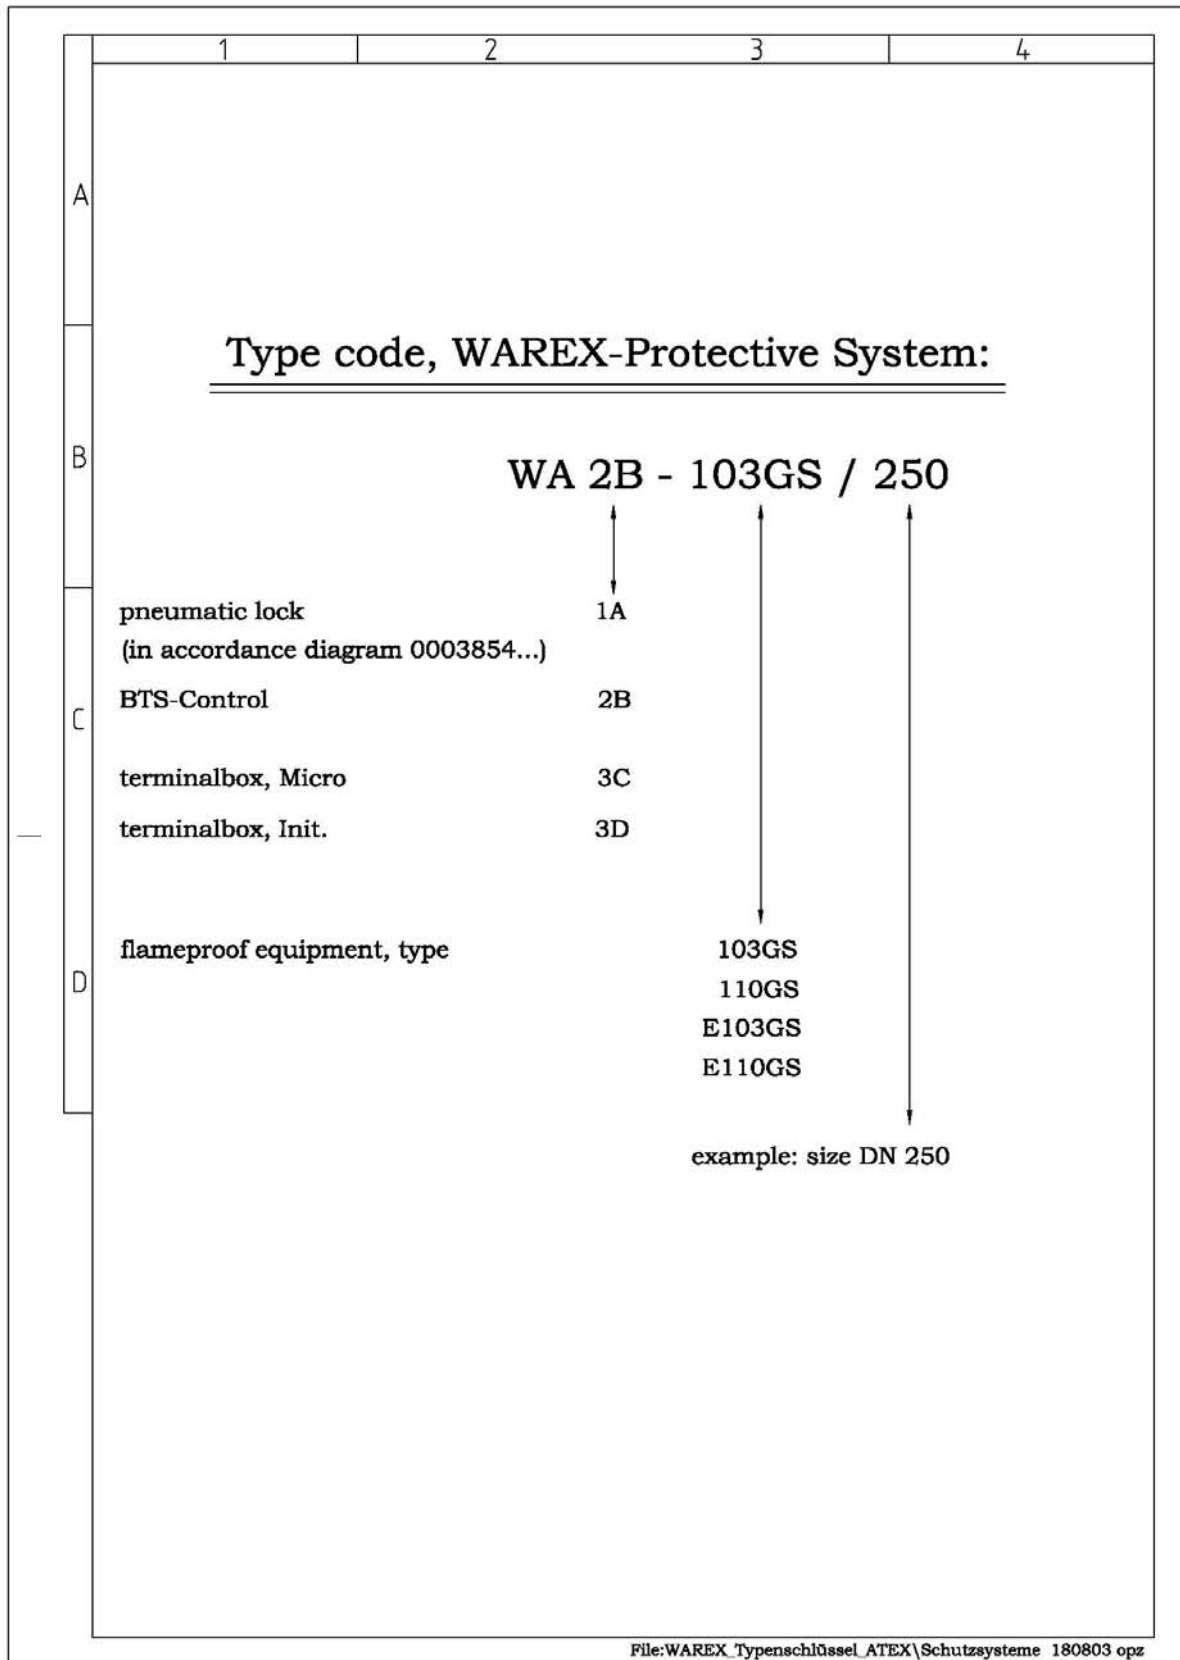 1 2 3 4
A
Type code, WAREX-Protective System:
B
WA 2B - 103GS / 250
pneumatic lock 1A
(in accordance diagram 0003854...)
BTS-Control 2B
C
terminalbox, Micro 3C
terminalbox, Init. 3D
flameproof equipment, type 103GS
D
110GS
E103GS
E110GS
example: size DN 250
File:WAREX_Typenschlüssel_ATEX\Schutzsysteme 180803 opz